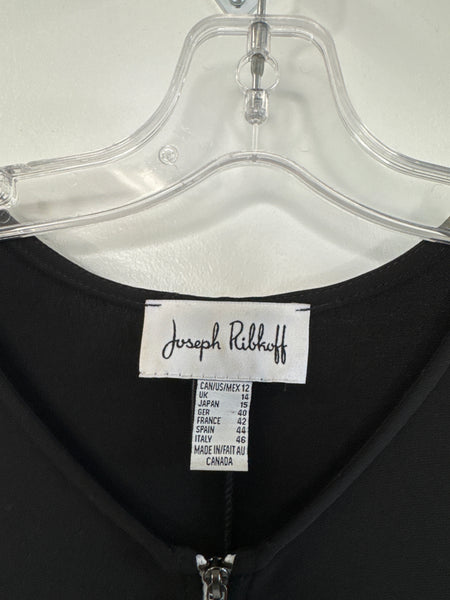 Joseph Ribkoff
CAN/US/MEX 12
UK 14
JAPAN 15
GER 40
FRANCE 42
SPAIN 44
ITALY 46
MADE IN/FAIT AU
CANADA